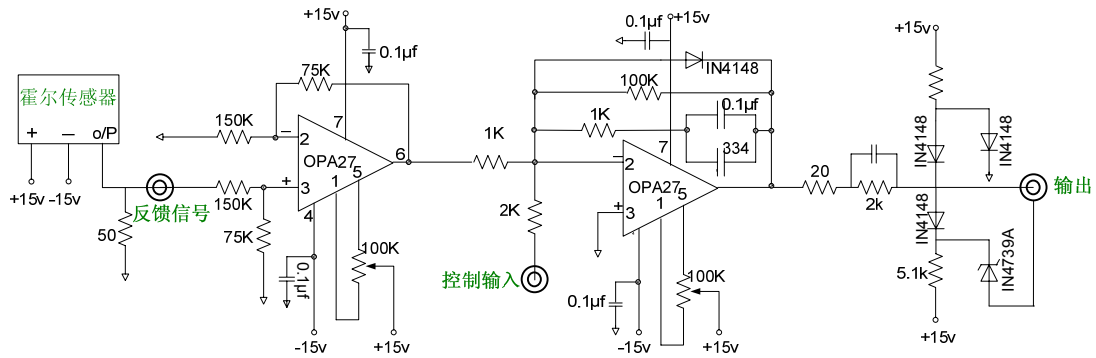 +15v
0.1μf
75K
霍尔传感器
+ — o/P
+15v -15v
反馈信号
50
150K
150K
75K
− 2
+ 3
7
OPA27
6
1 5
4
0.1μf
100K
-15v
+15v
1K
2K
控制输入
0.1μf
+15v
IN4148
100K
1K
0.1μf
334
− 2
+ 3
7
OPA27
5
1
0.1μf
100K
-15v
+15v
20
2k
+15v
IN4148
IN4148
IN4148
IN4739A
5.1k
+15v
输出